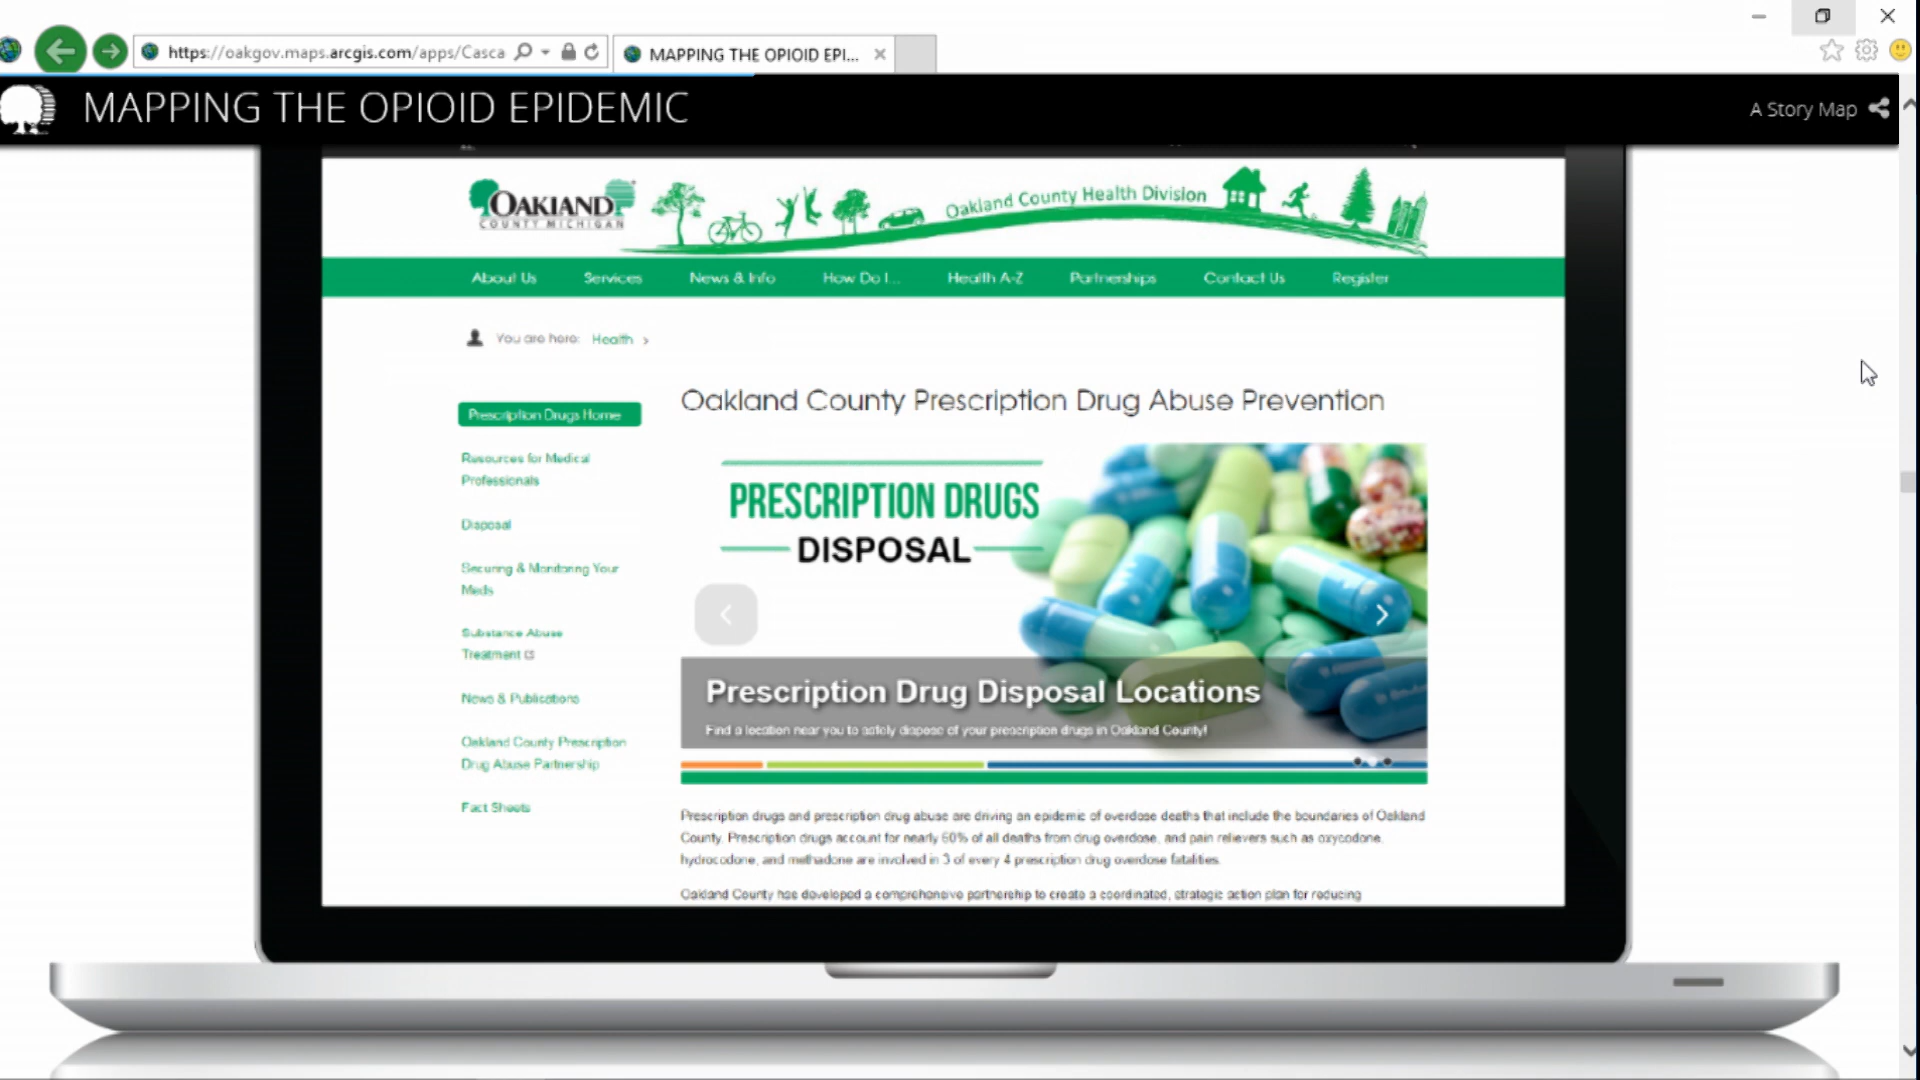 https://oakgov.maps.arcgis.com/apps/Casca
MAPPING THE OPIOID EPI...
MAPPING THE OPIOID EPIDEMIC
A Story Map
OAKLAND
COUNTY MICHIGAN
Oakland County Health Division
About Us Services News & Info How Do I... Health A-Z Partnerships Contact Us Register
You are here: Health >
Oakland County Prescription Drug Abuse Prevention
Prescription Drugs Home
Resources for Medical
Professionals
Disposal
Securing & Monitoring Your
Meds
Substance Abuse
Treatment
News & Publications
Oakland County Prescription
Drug Abuse Partnership
Fact Sheets
PRESCRIPTION DRUGS
DISPOSAL
Prescription Drug Disposal Locations
Find a location near you to safely dispose of your prescription drugs in Oakland County!
Prescription drugs and prescription drug abuse are driving an epidemic of overdose deaths that include the boundaries of Oakland
County. Prescription drugs account for nearly 60% of all deaths from drug overdose, and pain relievers such as oxycodone,
hydrocodone, and methadone are involved in 3 of every 4 prescription drug overdose fatalities.
Oakland County has developed a comprehensive partnership to create a coordinated, strategic action plan for reducing